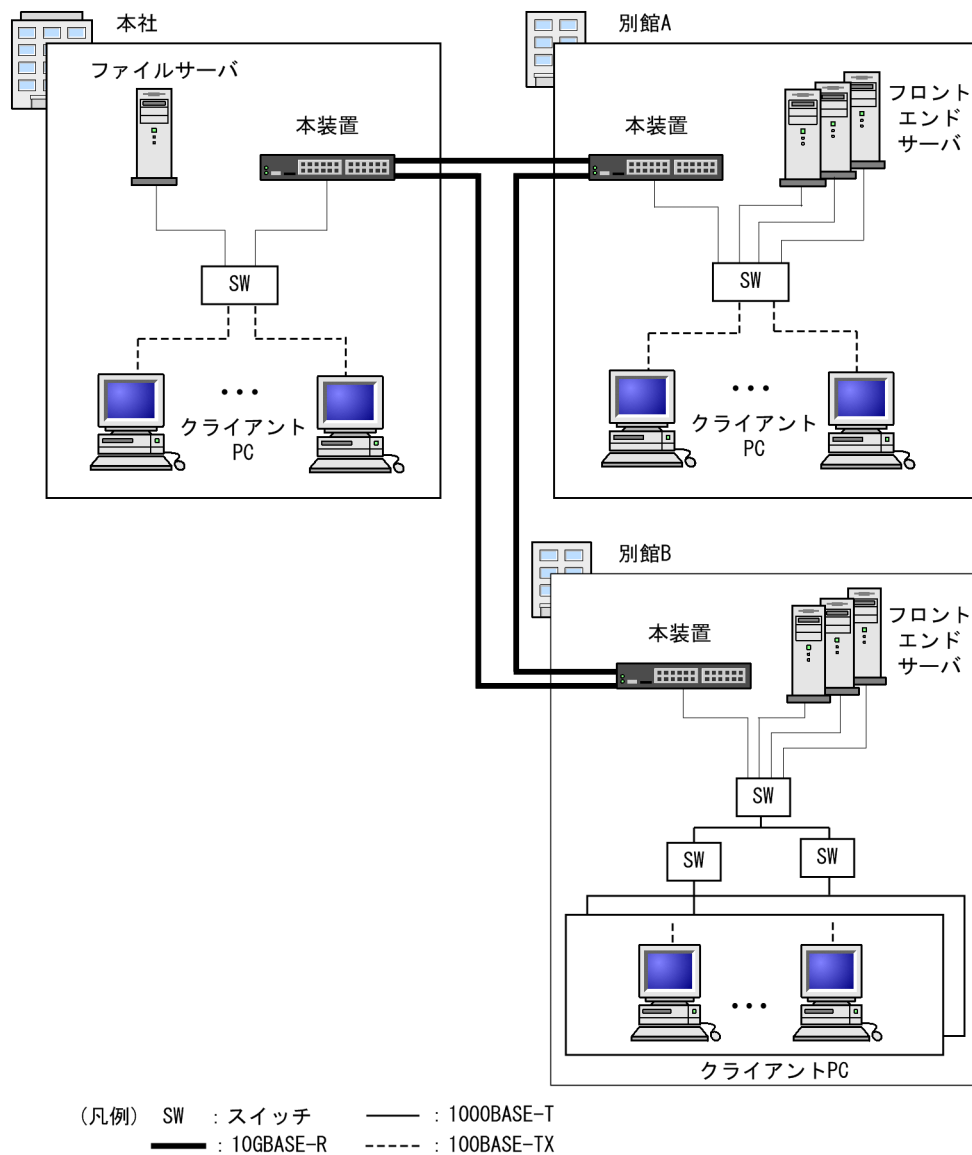 本社
ファイルサーバ
本装置
SW
・・・
クライアント
PC
別館A
本装置
フロント
エンド
サーバ
SW
・・・
クライアント
PC
別館B
本装置
フロント
エンド
サーバ
SW
SW
SW
・・・
クライアントPC
(凡例) SW : スイッチ : 1000BASE-T
: 10GBASE-R : 100BASE-TX